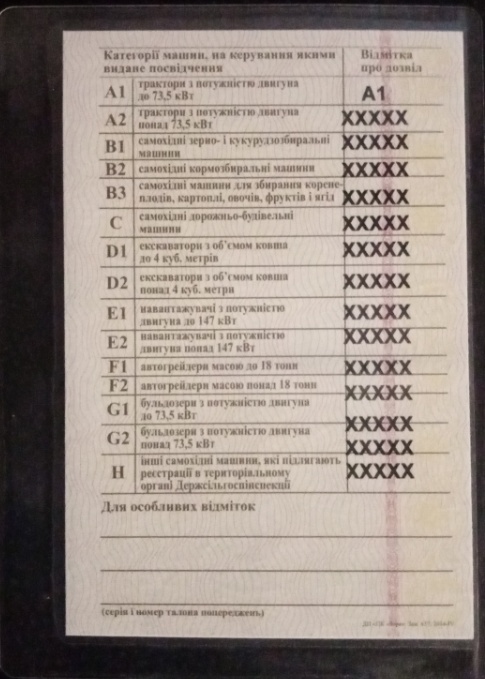 Категорії машин, на керування якими Відмітка
видане посвідчення про дозвіл
A1 трактори з потужністю двигуна A1
до 73,5 кВт
A2 трактори з потужністю двигуна XXXXX
понад 73,5 кВт
B1 самохідні зерно- і кукурудзозбиральні XXXXX
машини
B2 самохідні кормозбиральні машини XXXXX
B3 самохідні машини для збирання корене- XXXXX
плодів, картоплі, овочів, фруктів і ягід
C самохідні дорожньо-будівельні XXXXX
машини
D1 екскаватори з об'ємом ковша XXXXX
до 4 куб. метрів
D2 екскаватори з об'ємом ковша XXXXX
понад 4 куб. метри
E1 навантажувачі з потужністю XXXXX
двигуна до 147 кВт
E2 навантажувачі з потужністю XXXXX
двигуна понад 147 кВт
F1 автогрейдери масою до 18 тонн XXXXX
F2 автогрейдери масою понад 18 тонн XXXXX
G1 бульдозери з потужністю двигуна XXXXX
до 73,5 кВт
G2 бульдозери з потужністю двигуна XXXXX
понад 73,5 кВт
H інші самохідні машини, які підлягають XXXXX
реєстрації в територіальному
органі Держсільгоспінспекції
Для особливих відміток
(серія і номер талона попереджень)